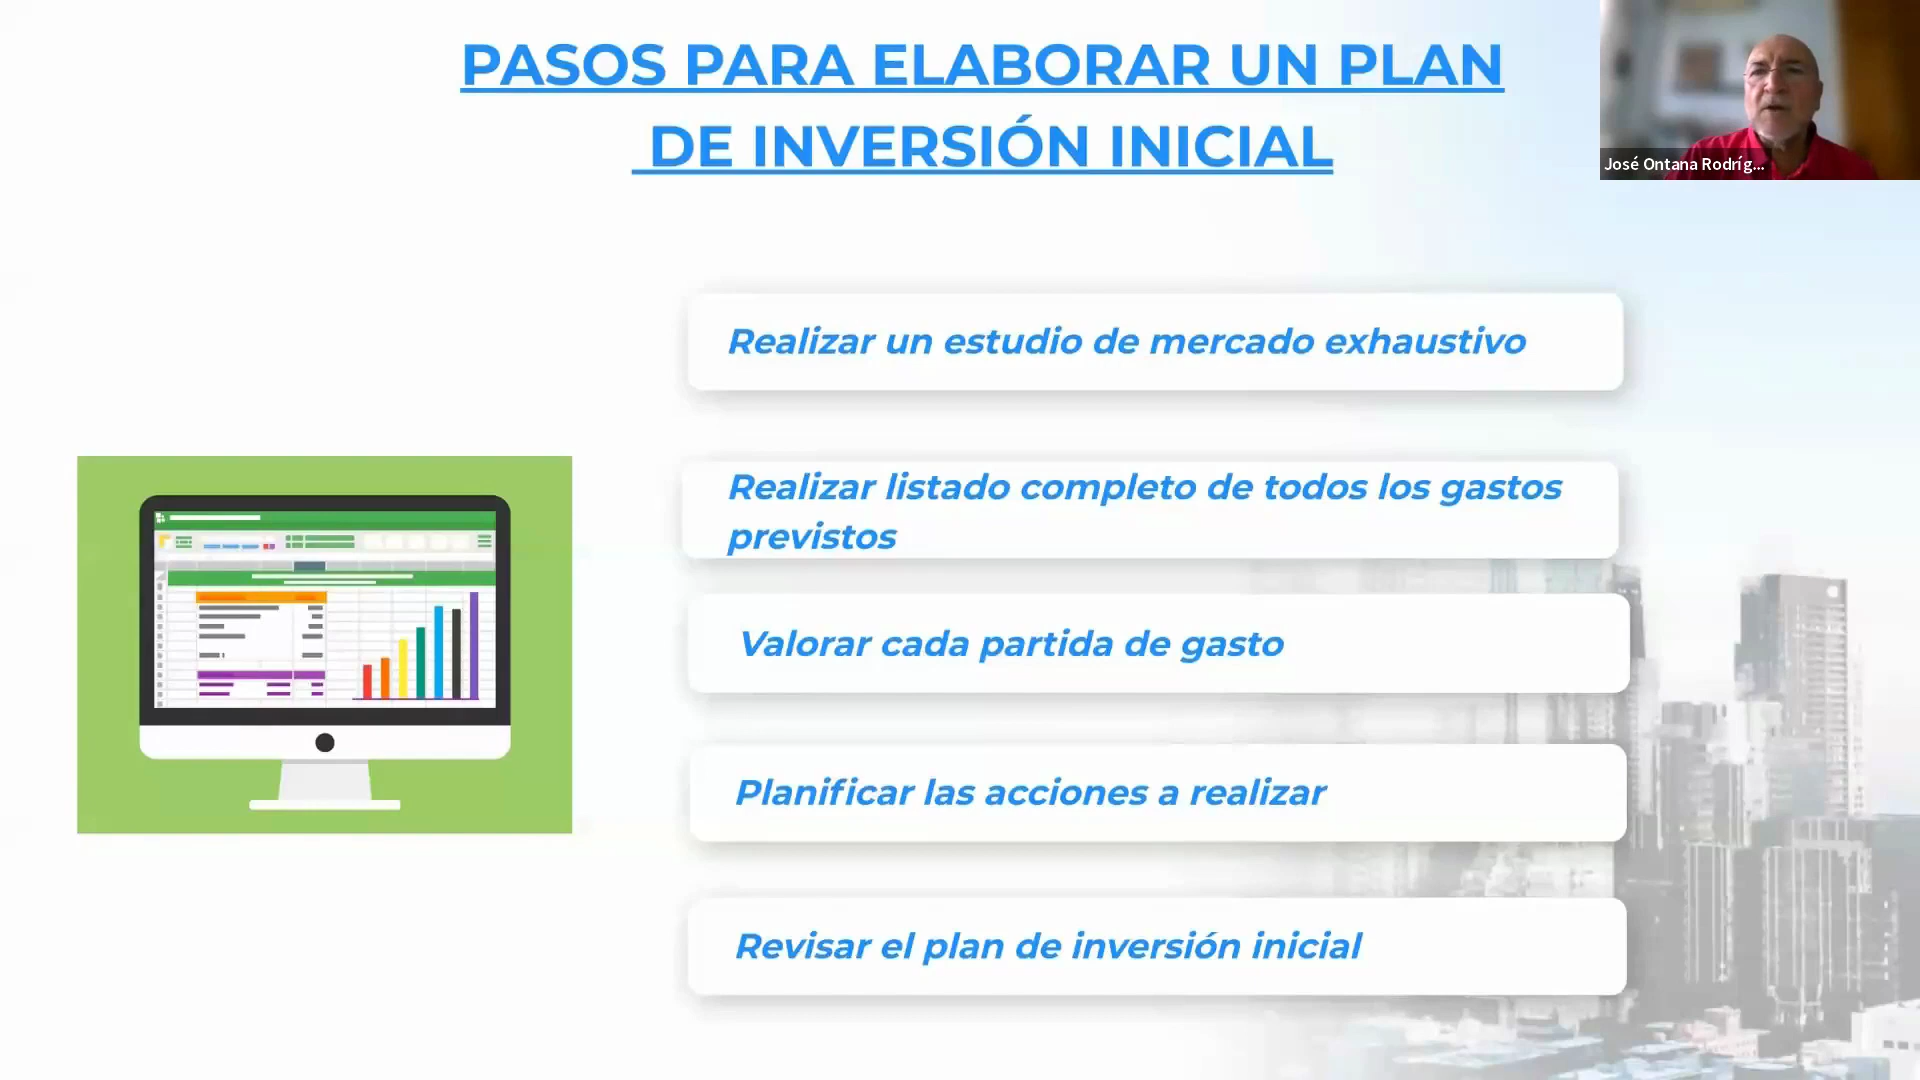 PASOS PARA ELABORAR UN PLAN
DE INVERSIÓN INICIAL
José Ontana Rodríg...
Realizar un estudio de mercado exhaustivo
Realizar listado completo de todos los gastos
previstos
Valorar cada partida de gasto
Planificar las acciones a realizar
Revisar el plan de inversión inicial